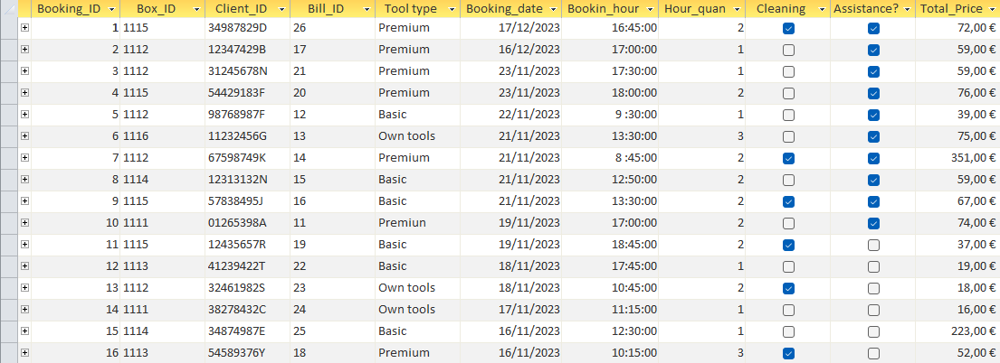 Booking_ID Box_ID Client_ID Bill_ID Tool type Booking_date Bookin_hour Hour_quan Cleaning Assistance? Total_Price
1 1115 34987829D 26 Premium 17/12/2023 16:45:00 2 72,00 €
2 1112 12347429B 17 Premium 16/12/2023 17:00:00 1 59,00 €
3 1112 31245678N 21 Premium 23/11/2023 17:30:00 1 59,00 €
4 1115 54429183F 20 Premium 23/11/2023 18:00:00 2 76,00 €
5 1112 98768987F 12 Basic 22/11/2023 9 :30:00 1 39,00 €
6 1116 11232456G 13 Own tools 21/11/2023 13:30:00 3 75,00 €
7 1112 67598749K 14 Premium 21/11/2023 8 :45:00 2 351,00 €
8 1114 12313132N 15 Basic 21/11/2023 12:50:00 2 59,00 €
9 1115 57838495J 16 Basic 21/11/2023 13:30:00 2 67,00 €
10 1111 01265398A 11 Premiun 19/11/2023 17:00:00 2 74,00 €
11 1115 12435657R 19 Basic 19/11/2023 18:45:00 2 37,00 €
12 1113 41239422T 22 Basic 18/11/2023 17:45:00 1 19,00 €
13 1112 32461982S 23 Own tools 18/11/2023 10:45:00 2 18,00 €
14 1111 38278432C 24 Own tools 17/11/2023 11:15:00 1 16,00 €
15 1114 34874987E 25 Basic 16/11/2023 12:30:00 1 223,00 €
16 1113 54589376Y 18 Premium 16/11/2023 10:15:00 3 52,00 €